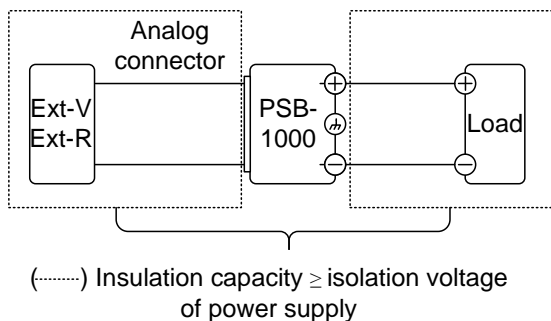 Analog
connector
Ext-V
Ext-R
PSB-
1000
Load
(--------) Insulation capacity ≥ isolation voltage
of power supply